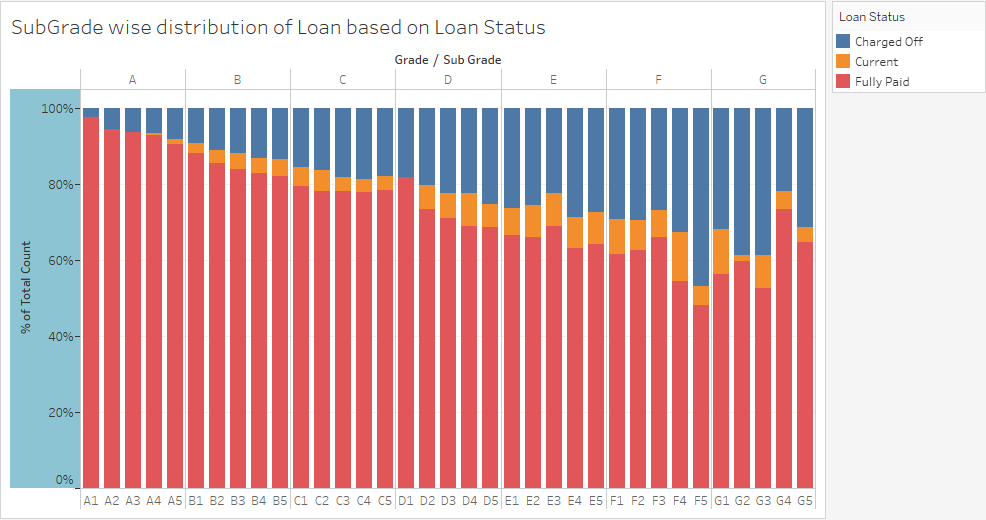 SubGrade wise distribution of Loan based on Loan Status
Grade / Sub Grade
A B C D E F G
% of Total Count
100%
80%
60%
40%
20%
0%
A1 A2 A3 A4 A5 B1 B2 B3 B4 B5 C1 C2 C3 C4 C5 D1 D2 D3 D4 D5 E1 E2 E3 E4 E5 F1 F2 F3 F4 F5 G1 G2 G3 G4 G5
Loan Status
Charged Off
Current
Fully Paid